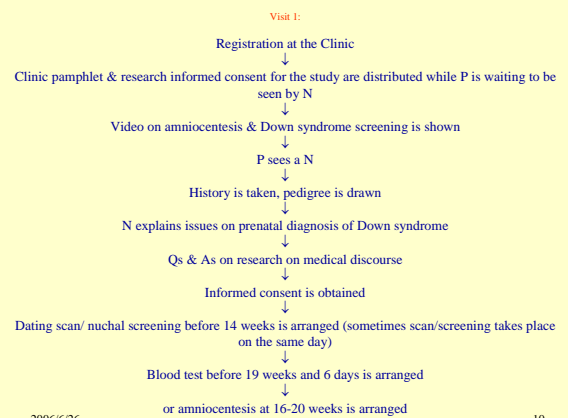 Visit 1:
Registration at the Clinic
↓
Clinic pamphlet & research informed consent for the study are distributed while P is waiting to be
seen by N
↓
Video on amniocentesis & Down syndrome screening is shown
↓
P sees a N
↓
History is taken, pedigree is drawn
↓
N explains issues on prenatal diagnosis of Down syndrome
↓
Qs & As on research on medical discourse
↓
Informed consent is obtained
↓
Dating scan/ nuchal screening before 14 weeks is arranged (sometimes scan/screening takes place
on the same day)
↓
Blood test before 19 weeks and 6 days is arranged
↓
or amniocentesis at 16-20 weeks is arranged